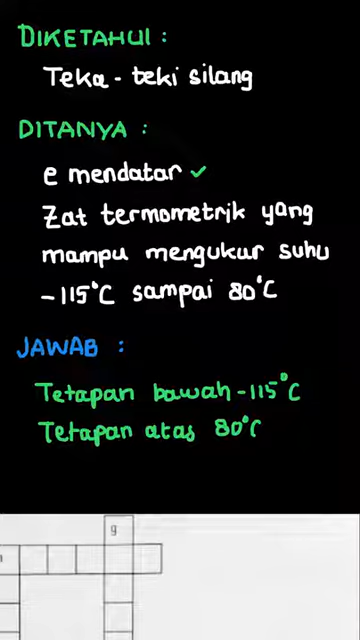 DIKETAHUI :
Teka - teki silang
DITANYA :
e mendatar ✓
Zat termometrik yang
mampu mengukur suhu
-115°C sampai 80°C
JAWAB :
Tetapan bawah -115°C
Tetapan atas 80°C
g